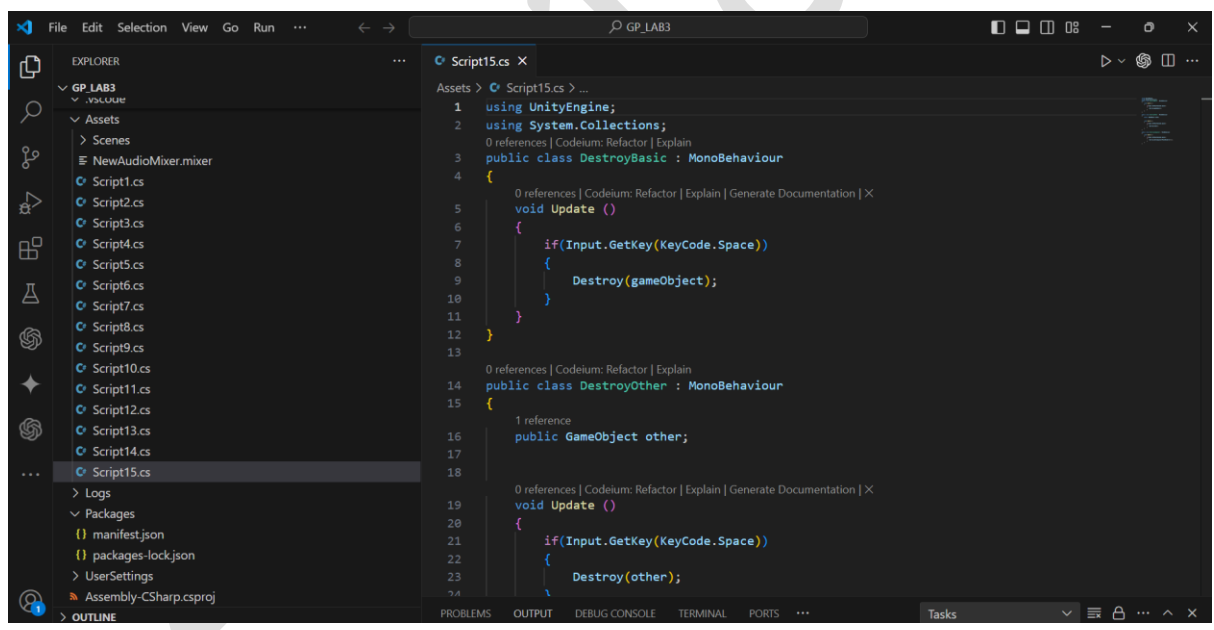 File Edit Selection View Go Run ··· GP_LAB3
EXPLORER ···
GP_LAB3
.vscode
Assets
Scenes
NewAudioMixer.mixer
Script1.cs
Script2.cs
Script3.cs
Script4.cs
Script5.cs
Script6.cs
Script7.cs
Script8.cs
Script9.cs
Script10.cs
Script11.cs
Script12.cs
Script13.cs
Script14.cs
Script15.cs
Logs
Packages
{} manifest.json
{} packages-lock.json
UserSettings
Assembly-CSharp.csproj
OUTLINE
1
Script15.cs ×
Assets > Script15.cs > ...
1 using UnityEngine;
2 using System.Collections;
0 references | Codeium: Refactor | Explain
3 public class DestroyBasic : MonoBehaviour
4 {
0 references | Codeium: Refactor | Explain | Generate Documentation | ×
5 void Update ()
6 {
7 if(Input.GetKey(KeyCode.Space))
8 {
9 Destroy(gameObject);
10 }
11 }
12 }
13
0 references | Codeium: Refactor | Explain
14 public class DestroyOther : MonoBehaviour
15 {
1 reference
16 public GameObject other;
17
18
0 references | Codeium: Refactor | Explain | Generate Documentation | ×
19 void Update ()
20 {
21 if(Input.GetKey(KeyCode.Space))
22 {
23 Destroy(other);
24 }
PROBLEMS OUTPUT DEBUG CONSOLE TERMINAL PORTS ··· Tasks